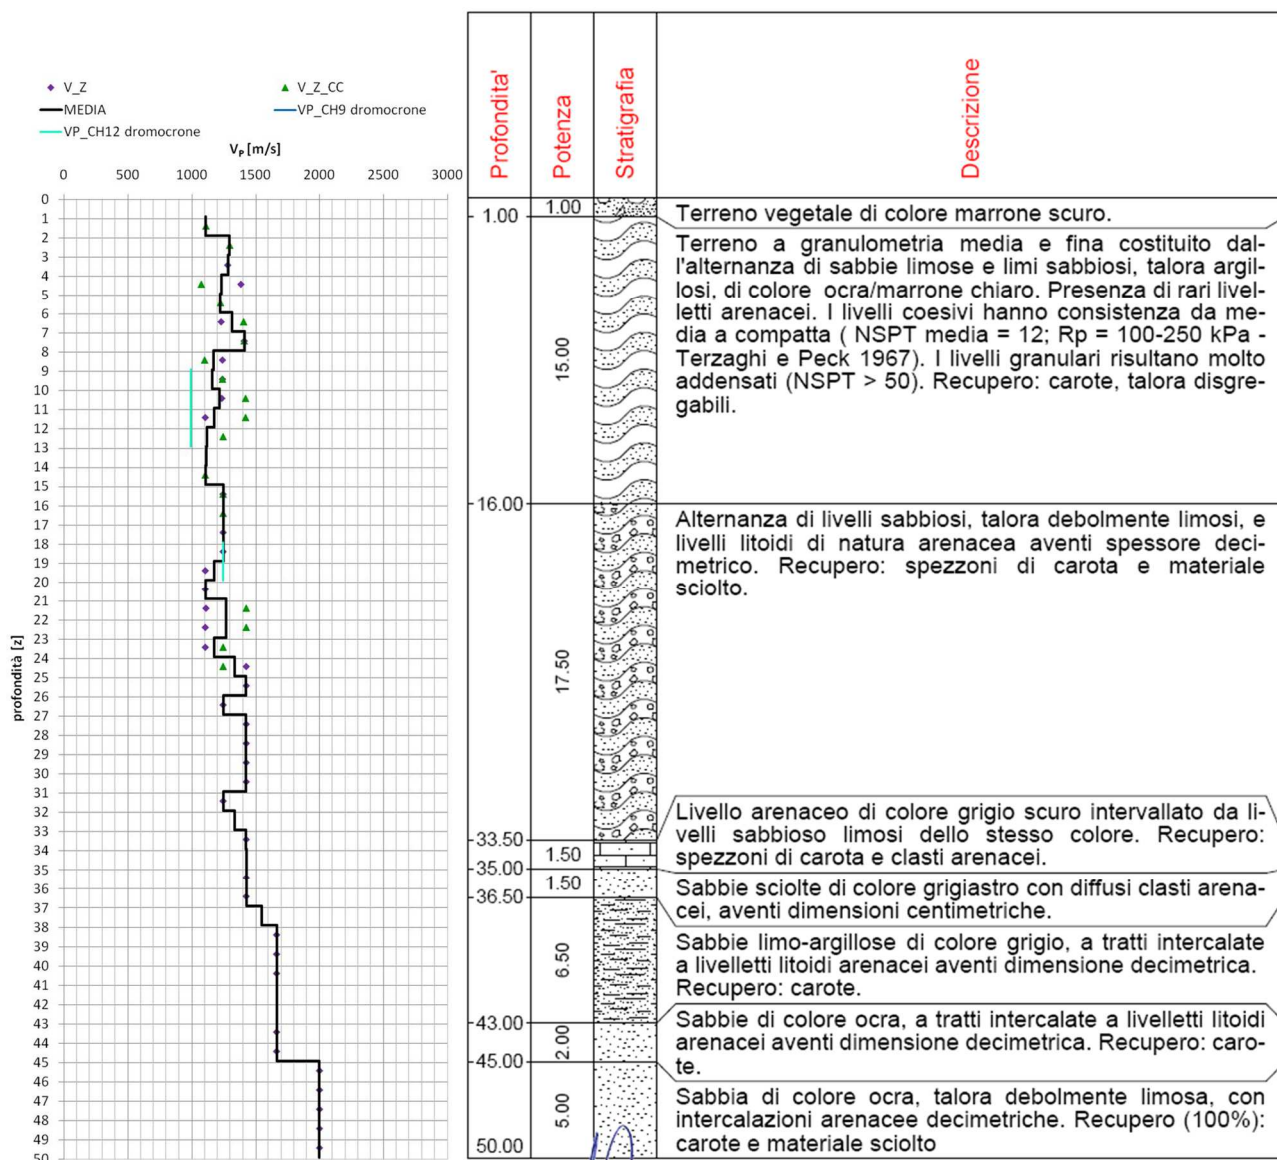 V_Z
V_Z_CC
MEDIA
VP_CH9 dromocrone
VP_CH12 dromocrone
VP [m/s]
0 500 1000 1500 2000 2500 3000
profondità [z]
0
1
2
3
4
5
6
7
8
9
10
11
12
13
14
15
16
17
18
19
20
21
22
23
24
25
26
27
28
29
30
31
32
33
34
35
36
37
38
39
40
41
42
43
44
45
46
47
48
49
50
Profondita'
Potenza
Stratigrafia
Descrizione
1.00
1.00
Terreno vegetale di colore marrone scuro.
15.00
Terreno a granulometria media e fina costituito dal-
l'alternanza di sabbie limose e limi sabbiosi, talora argil-
losi, di colore ocra/marrone chiaro. Presenza di rari livel-
letti arenacei. I livelli coesivi hanno consistenza da me-
dia a compatta ( NSPT media = 12; Rp = 100-250 kPa -
Terzaghi e Peck 1967). I livelli granulari risultano molto
addensati (NSPT > 50). Recupero: carote, talora disgre-
gabili.
16.00
17.50
Alternanza di livelli sabbiosi, talora debolmente limosi, e
livelli litoidi di natura arenacea aventi spessore deci-
metrico. Recupero: spezzoni di carota e materiale
sciolto.
33.50
1.50
Livello arenaceo di colore grigio scuro intervallato da li-
velli sabbioso limosi dello stesso colore. Recupero:
spezzoni di carota e clasti arenacei.
35.00
1.50
Sabbie sciolte di colore grigiastro con diffusi clasti arena-
cei, aventi dimensioni centimetriche.
36.50
6.50
Sabbie limo-argillose di colore grigio, a tratti intercalate
a livelletti litoidi arenacei aventi dimensione decimetrica.
Recupero: carote.
43.00
2.00
Sabbie di colore ocra, a tratti intercalate a livelletti litoidi
arenacei aventi dimensione decimetrica. Recupero: caro-
te.
45.00
5.00
Sabbia di colore ocra, talora debolmente limosa, con
intercalazioni arenacee decimetriche. Recupero (100%):
carote e materiale sciolto
50.00